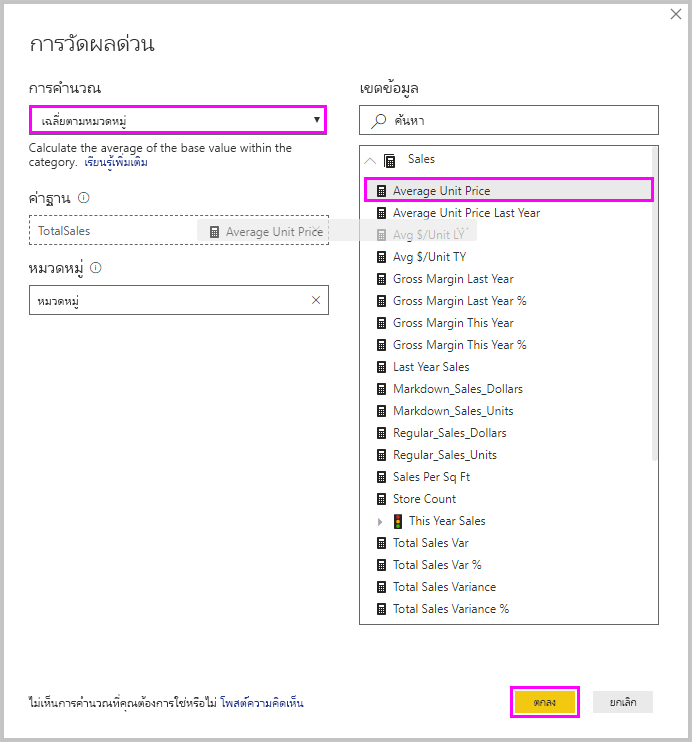 การวัดผลด่วน
การคำนวณ
เฉลี่ยตามหมวดหมู่
Calculate the average of the base value within the
category. เรียนรู้เพิ่มเติม
ค่าฐาน
TotalSales
Average Unit Price
หมวดหมู่
หมวดหมู่
เขตข้อมูล
ค้นหา
Sales
Average Unit Price
Average Unit Price Last Year
Avg $/Unit LY
Avg $/Unit TY
Gross Margin Last Year
Gross Margin Last Year %
Gross Margin This Year
Gross Margin This Year %
Last Year Sales
Markdown_Sales_Dollars
Markdown_Sales_Units
Regular_Sales_Dollars
Regular_Sales_Units
Sales Per Sq Ft
Store Count
This Year Sales
Total Sales Var
Total Sales Var %
Total Sales Variance
Total Sales Variance %
ไม่เห็นการคำนวณที่คุณต้องการใช่หรือไม่ โพสต์ความคิดเห็น
ตกลง
ยกเลิก